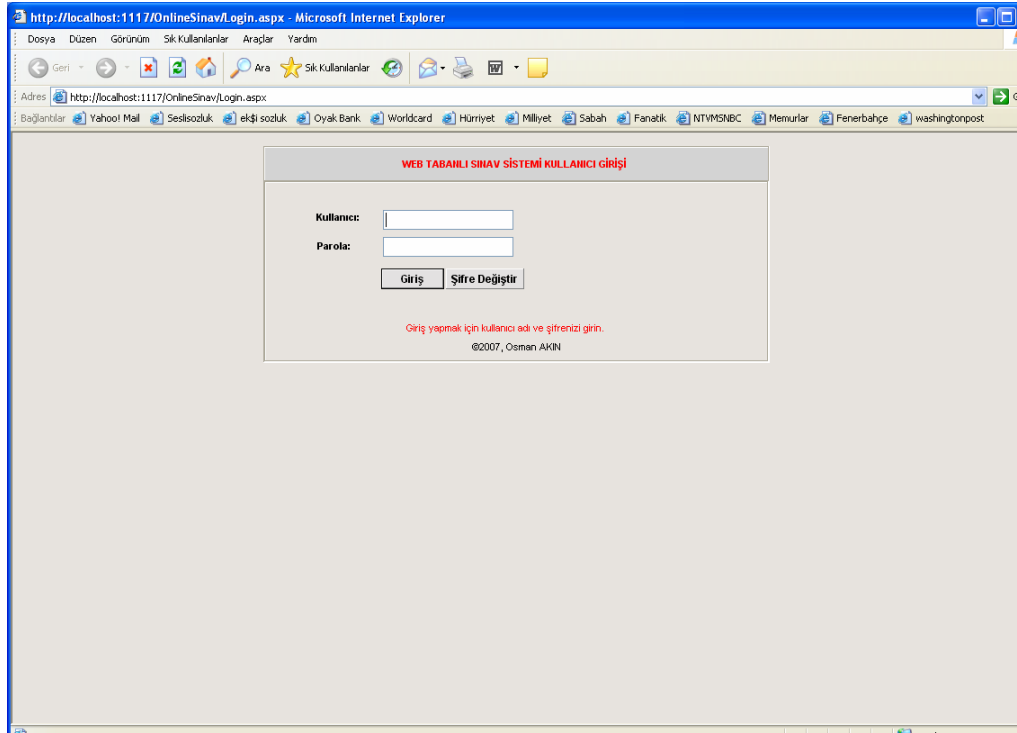 http://localhost:1117/OnlineSinav/Login.aspx - Microsoft Internet Explorer
Dosya Düzen Görünüm Sık Kullanılanlar Araçlar Yardım
Geri Ara Sık Kullanılanlar
Adres http://localhost:1117/OnlineSinav/Login.aspx
Bağlantılar Yahoo! Mail Seslisozluk ekşi sozluk Oyak Bank Worldcard Hürriyet Milliyet Sabah Fanatik NTVMSNBC Memurlar Fenerbahçe washingtonpost
WEB TABANLI SINAV SİSTEMİ KULLANICI GİRİŞİ
Kullanıcı:
Parola:
Giriş Şifre Değiştir
Giriş yapmak için kullanıcı adı ve şifrenizi girin.
©2007, Osman AKIN